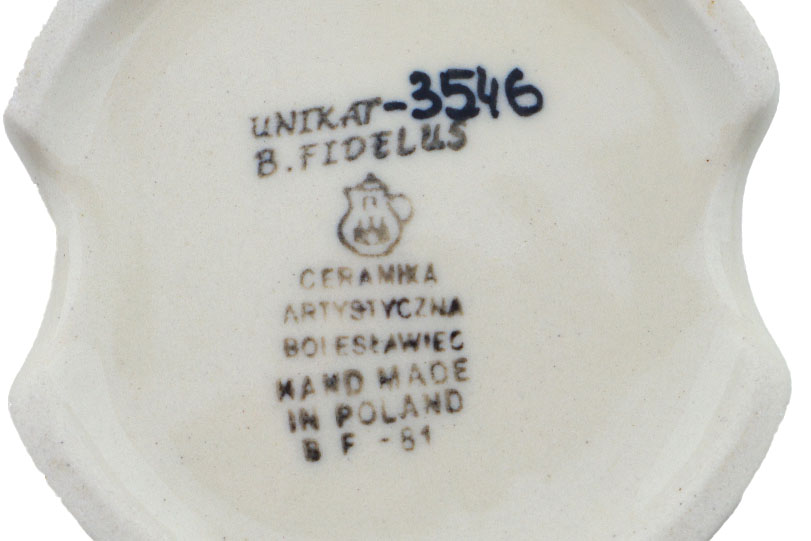 UNIKAT-3546
B. FIDELUS
CERAMIKA
ARTYSTYCZNA
BOLESŁAWIEC
HAND MADE
IN POLAND
B F - 81